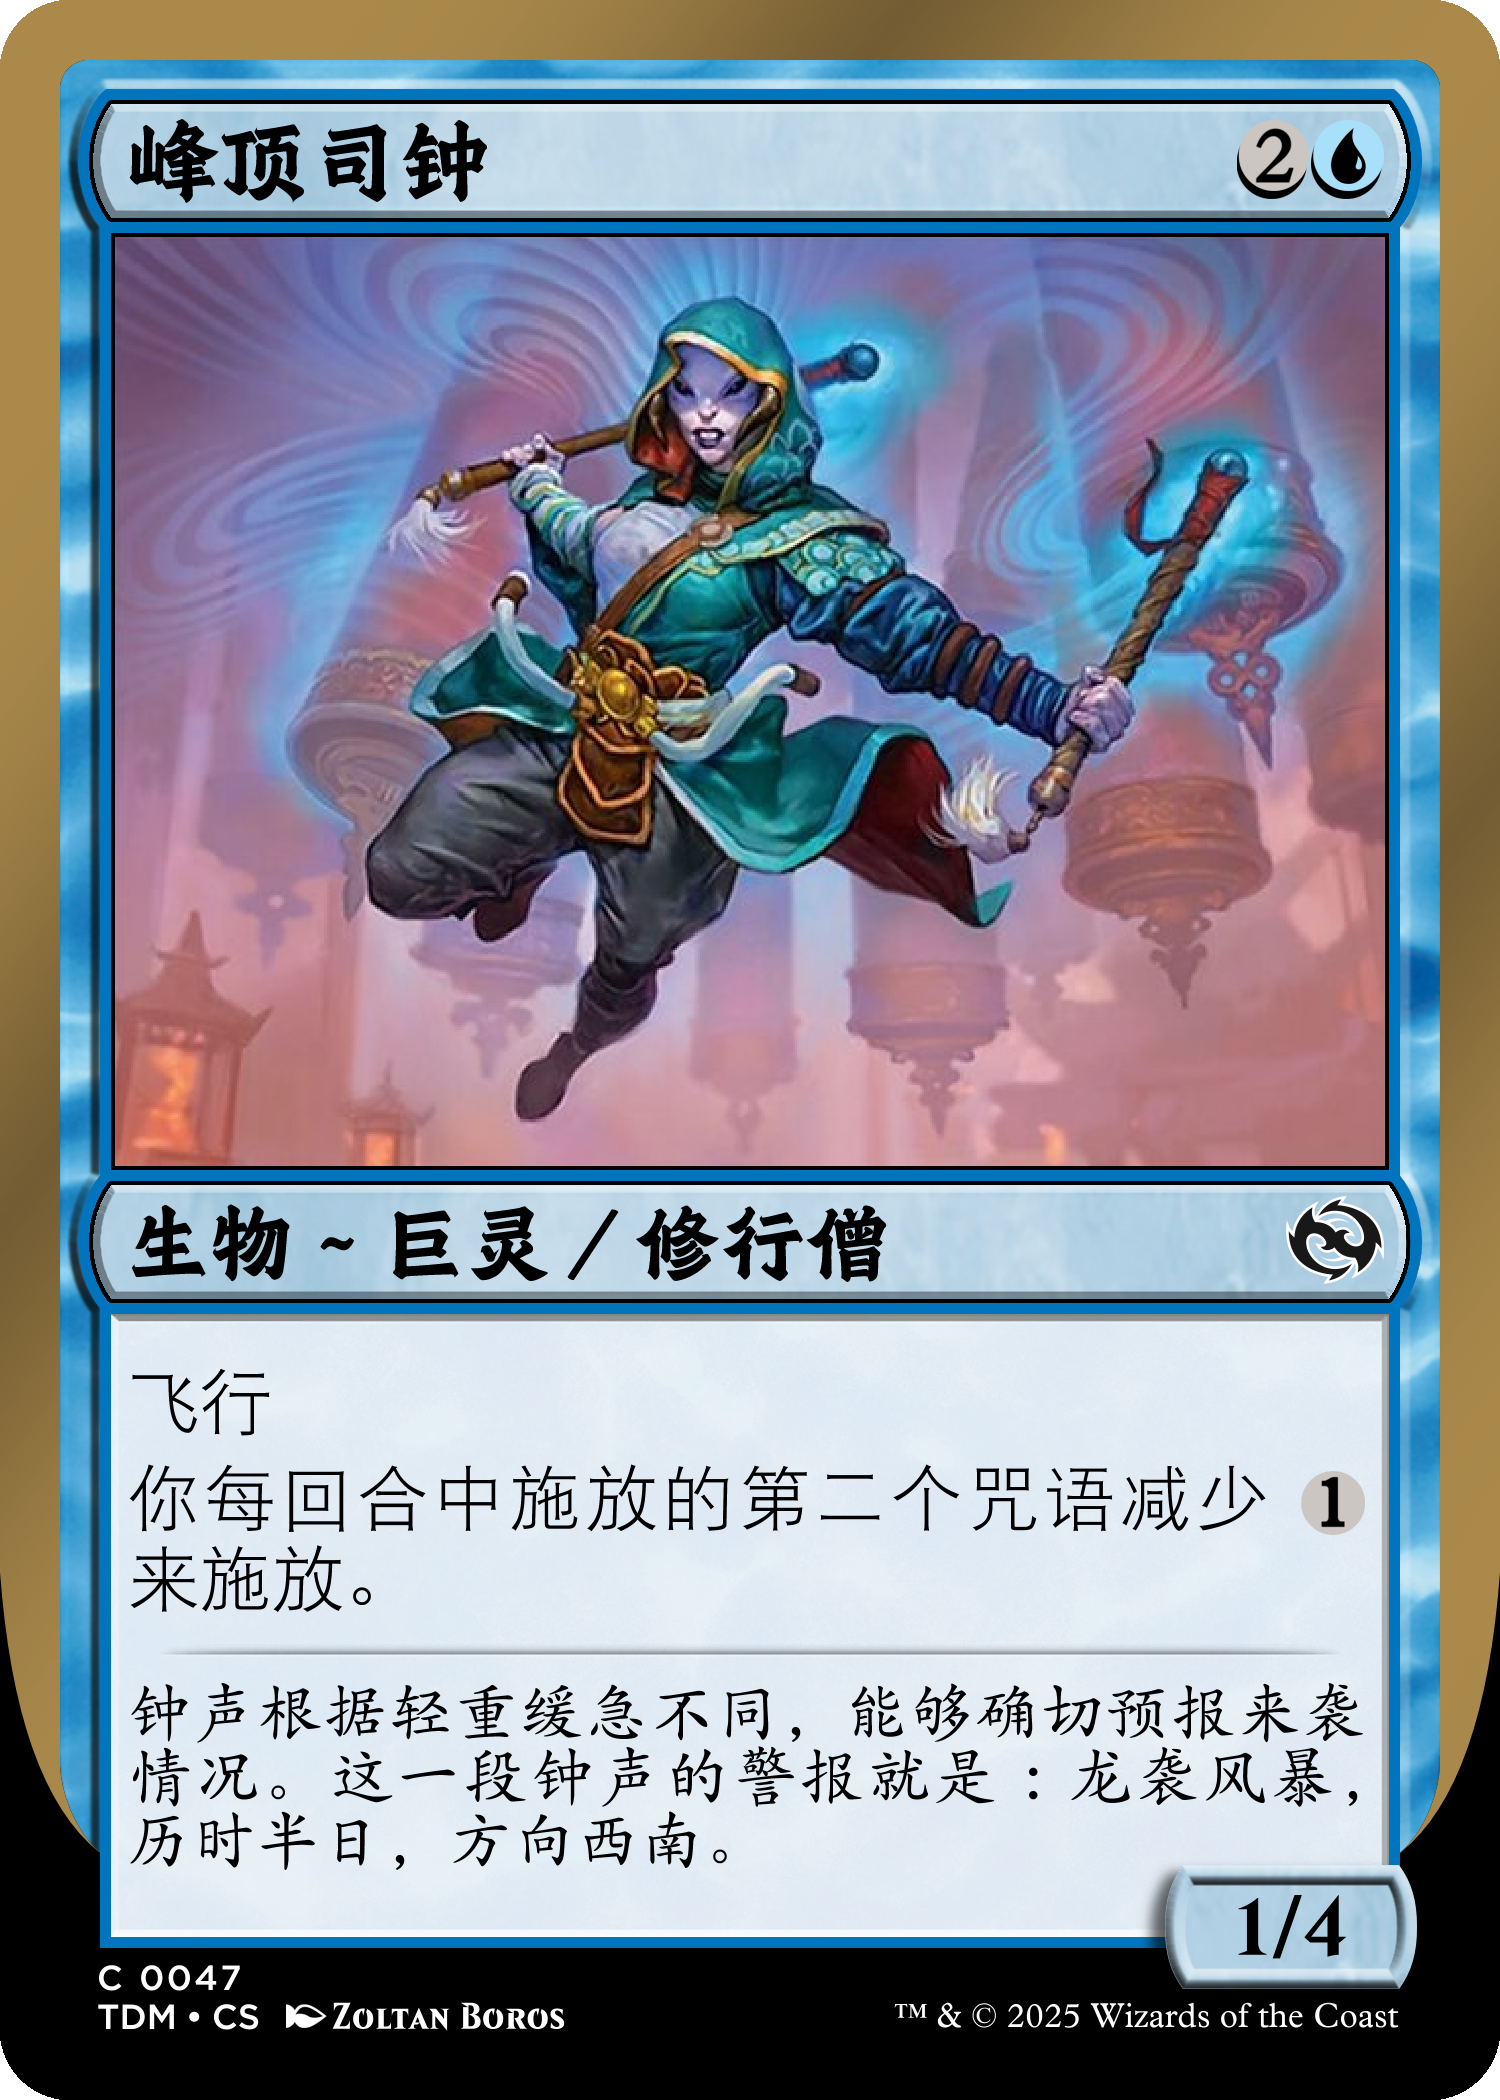 峰顶司钟 2
生物 ~ 巨灵／修行僧
飞行
你每回合中施放的第二个咒语减少 1
来施放。
钟声根据轻重缓急不同，能够确切预报来袭
情况。这一段钟声的警报就是：龙袭风暴，
历时半日，方向西南。
1/4
C 0047
TDM • CS ZOLTAN BOROS
™ & © 2025 Wizards of the Coast